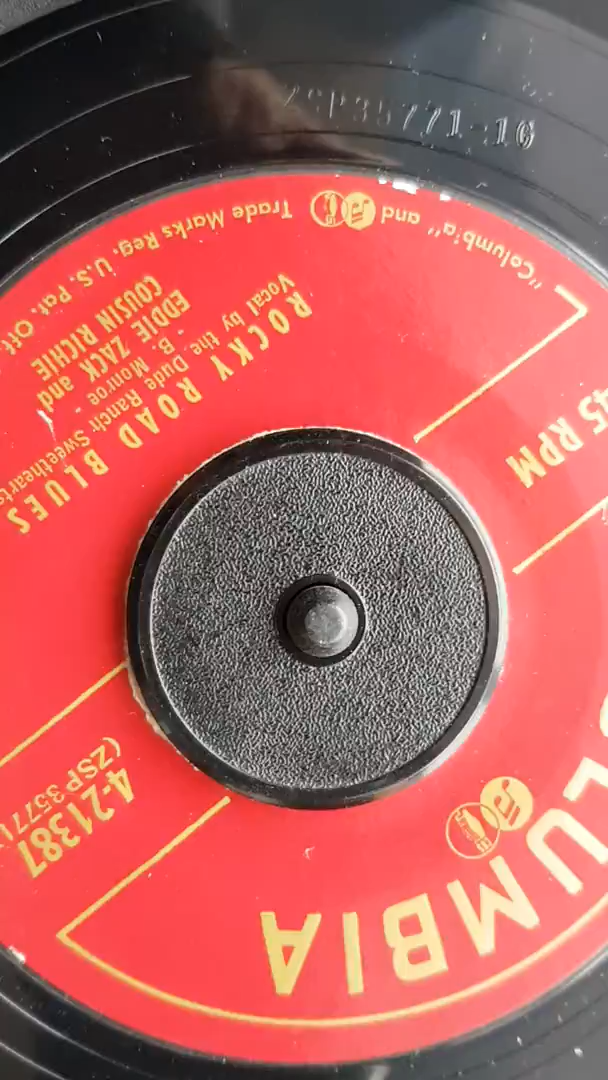 ZSP35771-1G
COLUMBIA
45 RPM
4-21387
(ZSP35771)
ROCKY ROAD BLUES
Vocal by the Dude Ranch Sweethearts
- B. Monroe -
EDDIE ZACK and
COUSIN RICHIE
"Columbia" and Trade Marks Reg. U.S. Pat. Off.